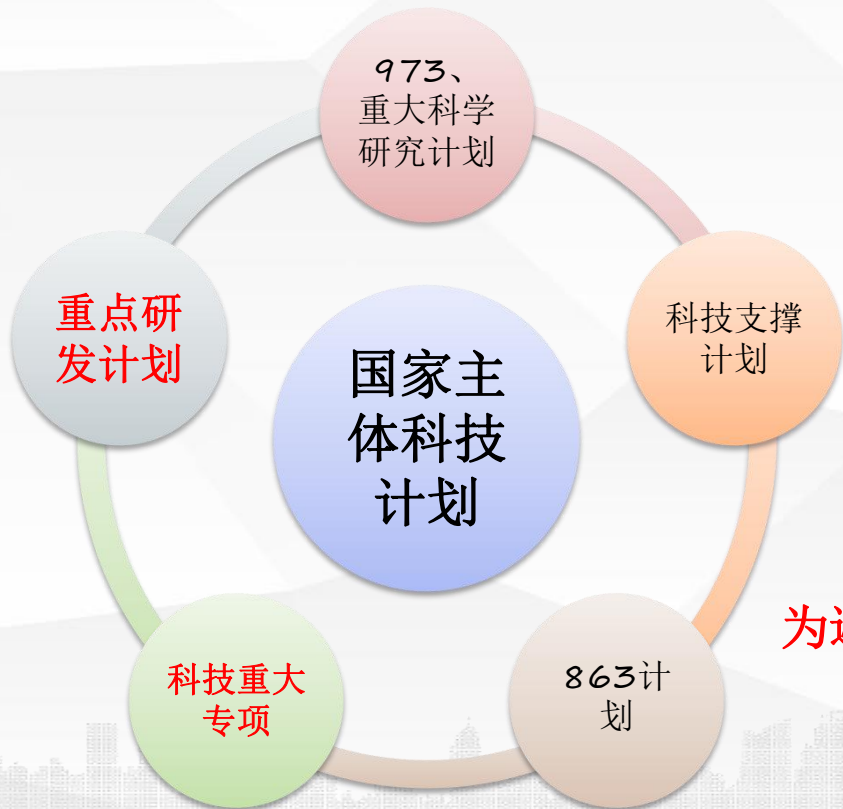 973、
重大科学
研究计划
重点研
发计划
科技支撑
计划
国家主
体科技
计划
科技重大
专项
863计
划
为